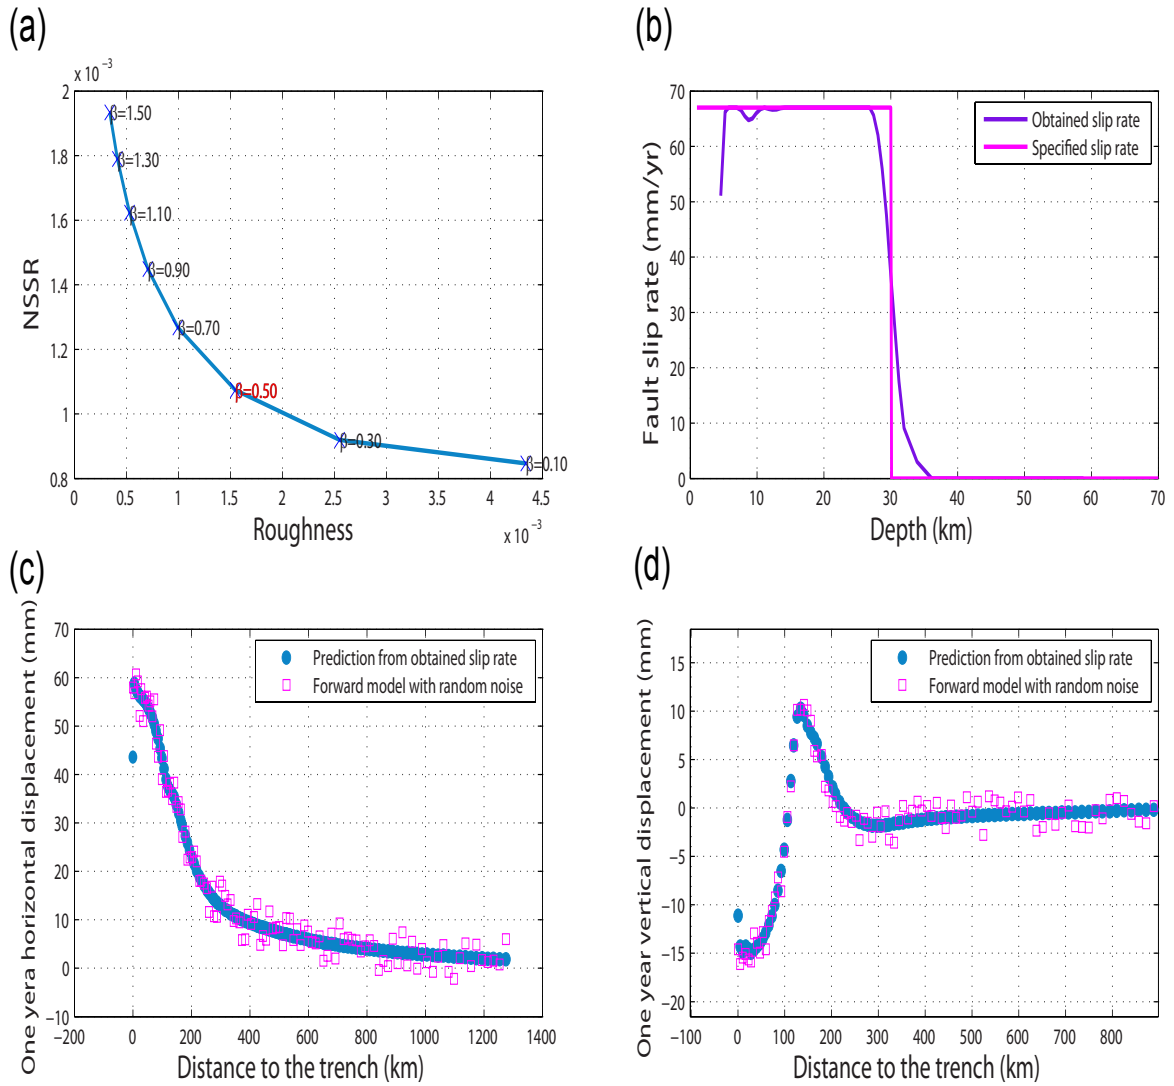 (a)
x 10⁻³
2
1.8
1.6
1.4
1.2
1
0.8
NSSR
β=1.50
β=1.30
β=1.10
β=0.90
β=0.70
β=0.50
β=0.30
β=0.10
0 0.5 1 1.5 2 2.5 3 3.5 4 4.5
Roughness
x 10⁻³
(b)
70
60
50
40
30
20
10
0
Fault slip rate (mm/yr)
Obtained slip rate
Specified slip rate
0 10 20 30 40 50 60 70
Depth (km)
(c)
70
60
50
40
30
20
10
0
−10
One yera horizontal displacement (mm)
Prediction from obtained slip rate
Forward model with random noise
−200 0 200 400 600 800 1000 1200 1400
Distance to the trench (km)
(d)
15
10
5
0
−5
−10
−15
−20
One year vertical displacement (mm)
Prediction from obtained slip rate
Forward model with random noise
−100 0 100 200 300 400 500 600 700 800
Distance to the trench (km)